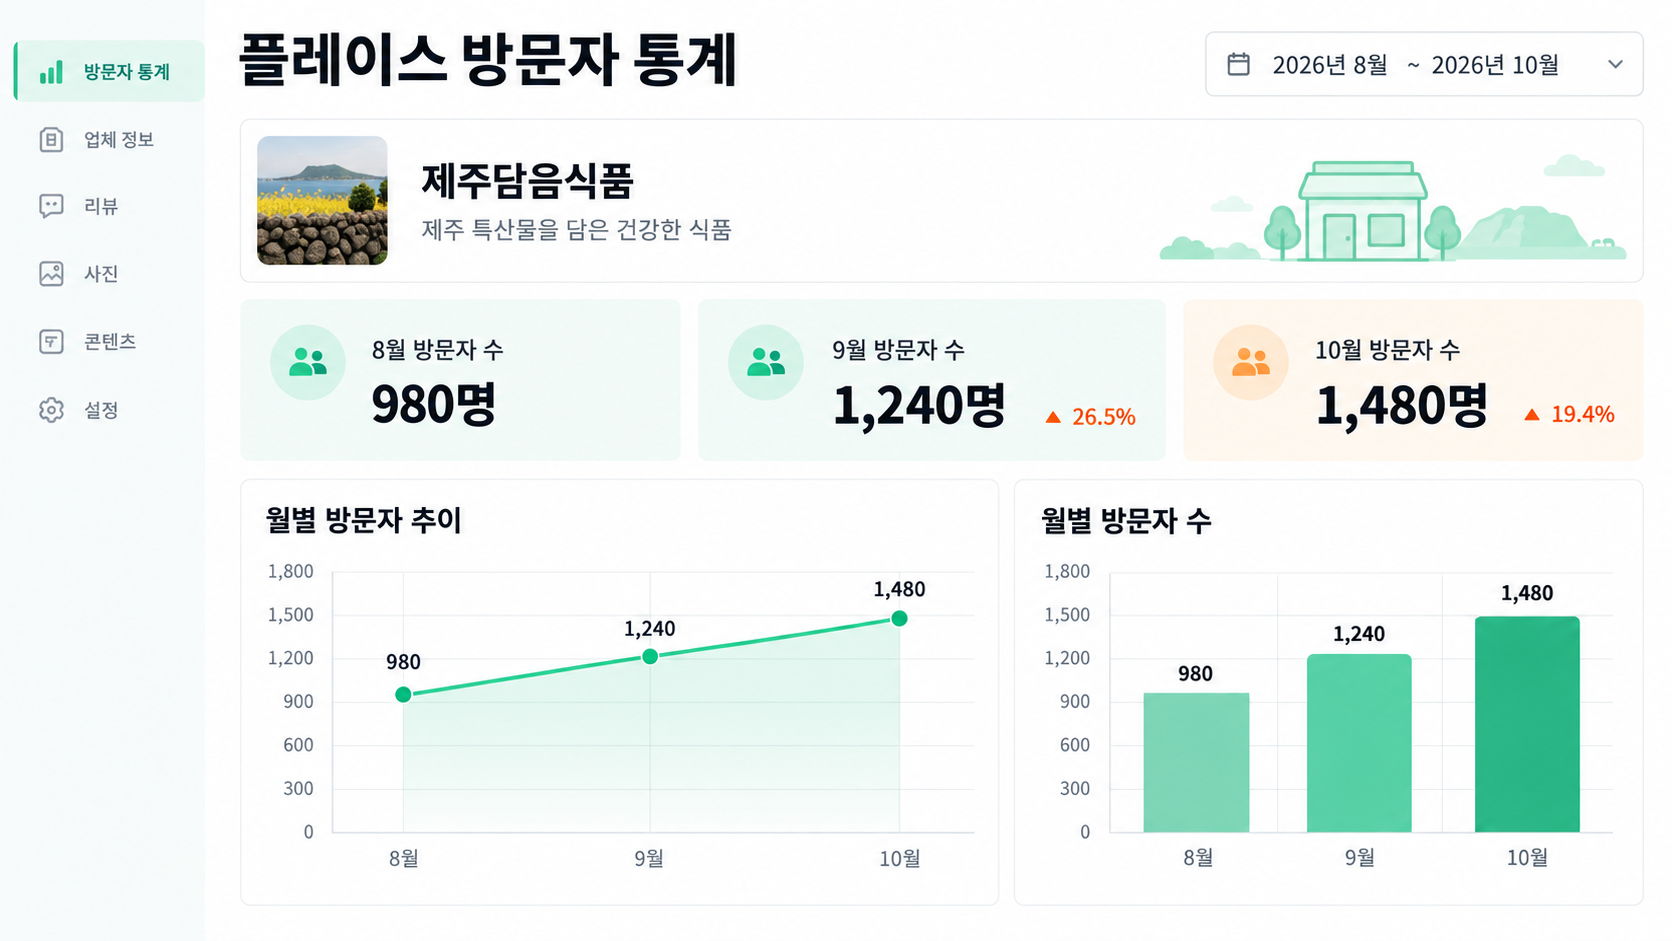 방문자 통계
업체 정보
리뷰
사진
콘텐츠
설정
플레이스 방문자 통계
2026년 8월 ~ 2026년 10월
제주담음식품
제주 특산물을 담은 건강한 식품
8월 방문자 수
980명
9월 방문자 수
1,240명 ▲ 26.5%
10월 방문자 수
1,480명 ▲ 19.4%
월별 방문자 추이
1,800
1,500
1,200
900
600
300
0
980
1,240
1,480
8월 9월 10월
월별 방문자 수
1,800
1,500
1,200
900
600
300
0
980
1,240
1,480
8월 9월 10월